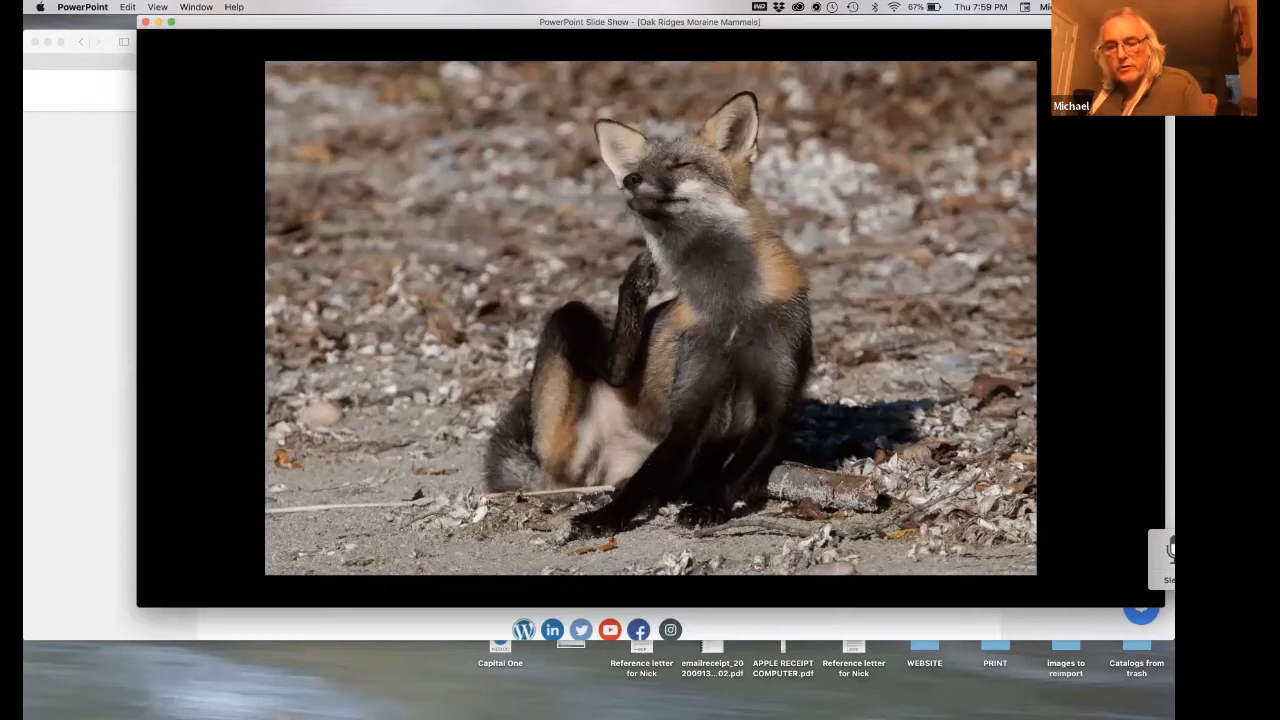 PowerPoint Edit View Window Help
67% Thu 7:59 PM Mi
PowerPoint Slide Show - [Oak Ridges Moraine Mammals]
Michael
Capital One
Reference letter
for Nick
emailreceipt_20
200913...02.pdf
APPLE RECEIPT
COMPUTER.pdf
Reference letter
for Nick
WEBSITE
PRINT
images to
reimport
Catalogs from
trash